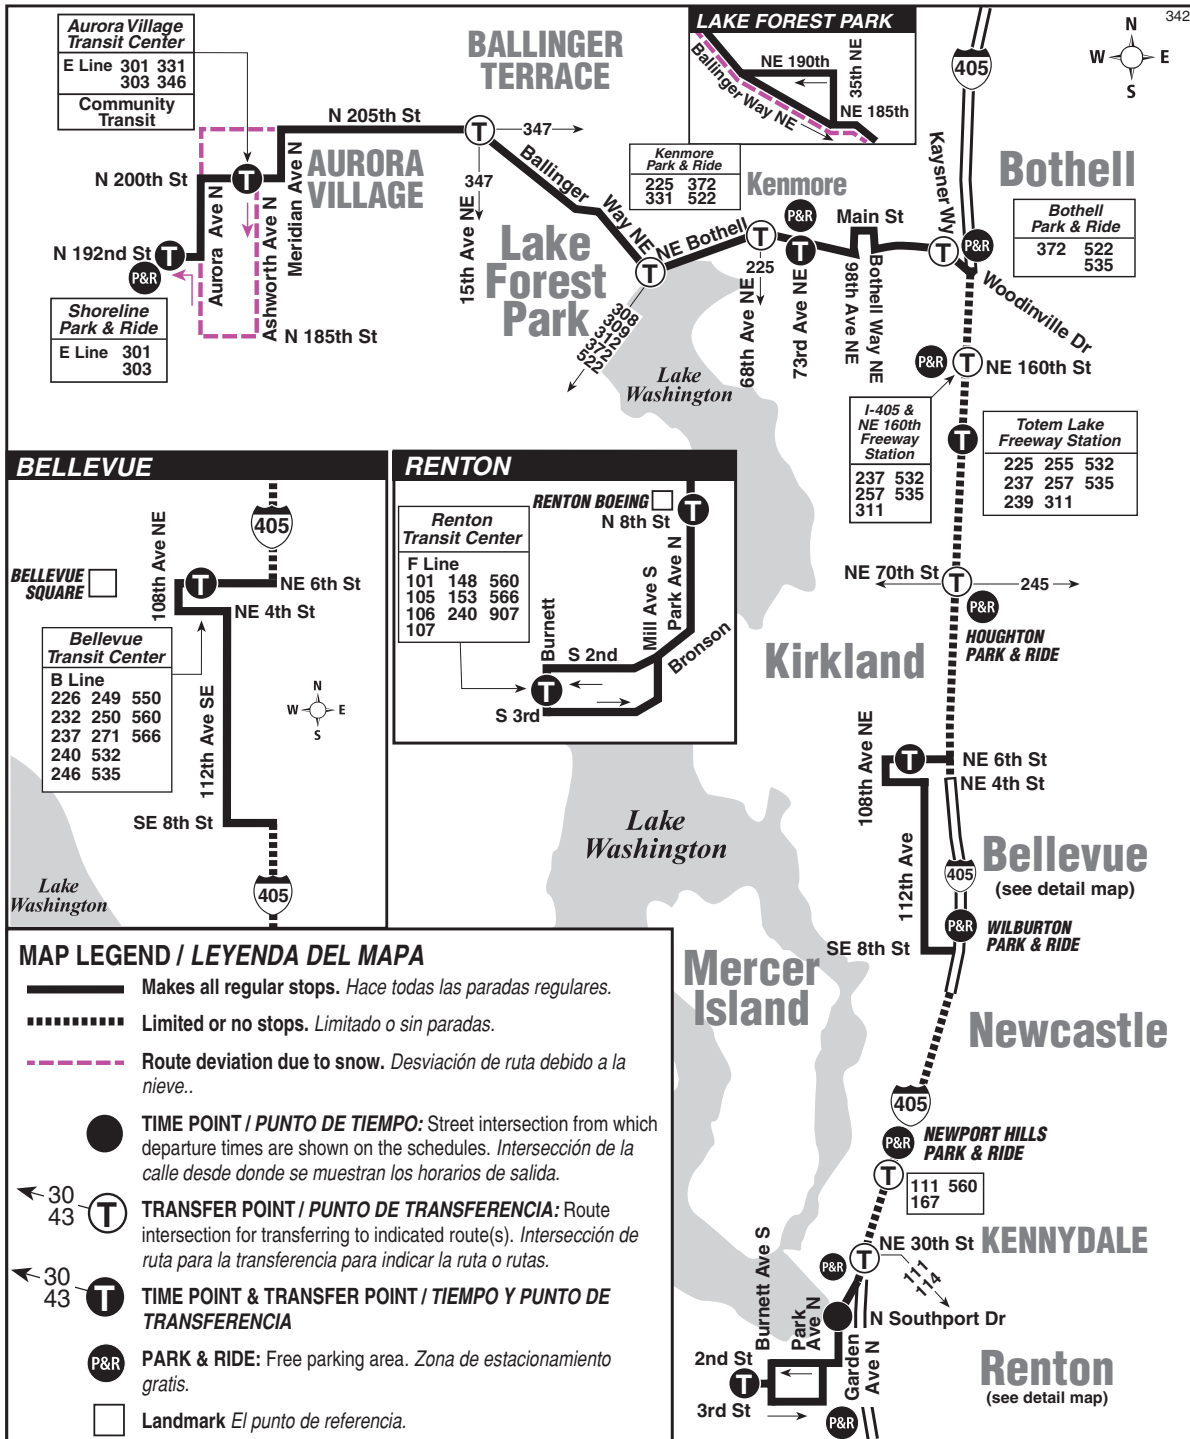 342
Aurora Village
Transit Center
E Line 301 331
303 346
Community
Transit
BALLINGER
TERRACE
LAKE FOREST PARK
NE 190th
35th NE
Ballinger Way NE
NE 185th
405
N
W E
S
N 205th St
T
347
347
15th Ave NE
Ballinger
Way NE
AURORA
VILLAGE
N 200th St
T
Meridian Ave N
Ashworth Ave N
Aurora Ave N
N 192nd St
T
P&R
N 185th St
Shoreline
Park & Ride
E Line 301
303
Lake
Forest
Park
T
NE Bothell
308
309
312
372
522
Kenmore
Park & Ride
225 372
331 522
Kenmore
P&R
T
T
225
68th Ave NE
73rd Ave NE
Main St
98th Ave NE
Bothell Way NE
Kaysner Wy
T
P&R
Bothell
Bothell
Park & Ride
372 522
535
Woodinville Dr
Lake
Washington
P&R
T
NE 160th St
I-405 &
NE 160th
Freeway
Station
237 532
257 535
311
T
Totem Lake
Freeway Station
225 255 532
237 257 535
239 311
NE 70th St
T
245
P&R
HOUGHTON
PARK & RIDE
Kirkland
BELLEVUE
405
108th Ave NE
T
NE 6th St
BELLEVUE
SQUARE
NE 4th St
Bellevue
Transit Center
B Line
226 249 550
232 250 560
237 271 566
240 532
246 535
112th Ave SE
N
W E
S
SE 8th St
Lake
Washington
405
RENTON
RENTON BOEING
N 8th St
T
Renton
Transit Center
F Line
101 148 560
105 153 566
106 240 907
107
Burnett
Mill Ave S
Park Ave N
S 2nd
Bronson
T
S 3rd
108th Ave NE
T
NE 6th St
NE 4th St
Lake
Washington
112th Ave
405
Bellevue
(see detail map)
P&R
WILBURTON
PARK & RIDE
SE 8th St
Mercer
Island
Newcastle
405
P&R
NEWPORT HILLS
PARK & RIDE
T
111 560
167
T
NE 30th St
KENNYDALE
111
114
P&R
Burnett Ave S
Park
Ave N
N Southport Dr
Garden
Ave N
2nd St
T
3rd St
P&R
Renton
(see detail map)
MAP LEGEND / LEYENDA DEL MAPA
Makes all regular stops. Hace todas las paradas regulares.
Limited or no stops. Limitado o sin paradas.
Route deviation due to snow. Desviación de ruta debido a la
nieve..
TIME POINT / PUNTO DE TIEMPO: Street intersection from which
departure times are shown on the schedules. Intersección de la
calle desde donde se muestran los horarios de salida.
30
43
T
TRANSFER POINT / PUNTO DE TRANSFERENCIA: Route
intersection for transferring to indicated route(s). Intersección de
ruta para la transferencia para indicar la ruta o rutas.
30
43
T
TIME POINT & TRANSFER POINT / TIEMPO Y PUNTO DE
TRANSFERENCIA
P&R
PARK & RIDE: Free parking area. Zona de estacionamiento
gratis.
Landmark El punto de referencia.